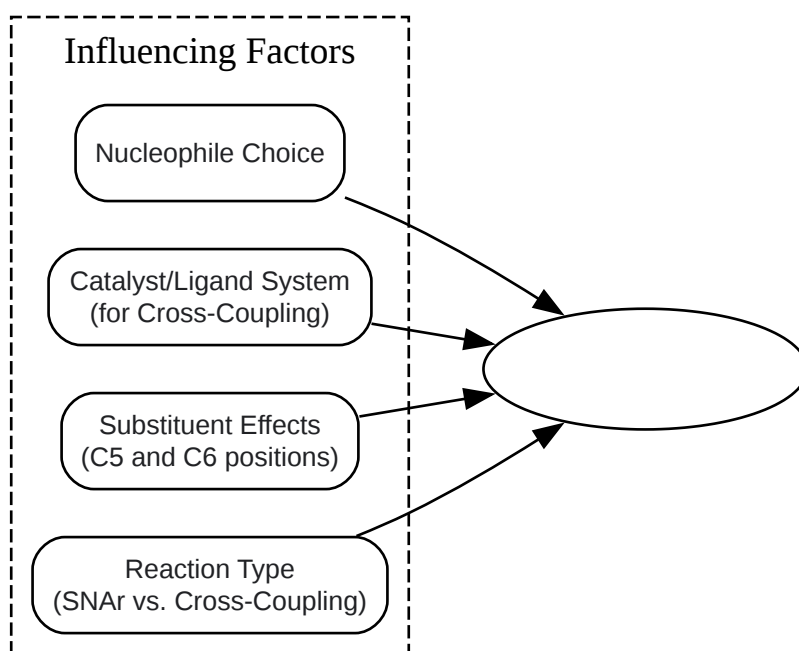 Influencing Factors
Nucleophile Choice
Catalyst/Ligand System
(for Cross-Coupling)
Substituent Effects
(C5 and C6 positions)
Reaction Type
(SNAr vs. Cross-Coupling)